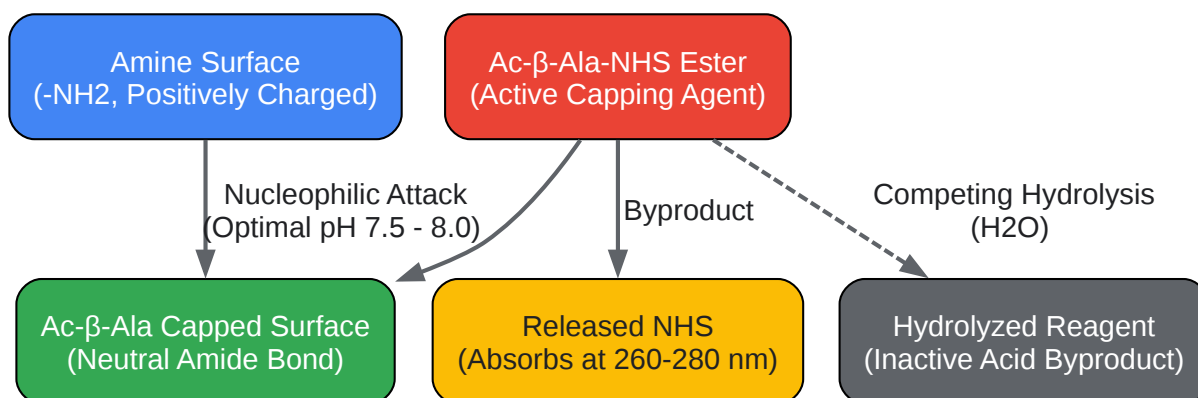 Amine Surface
(-NH2, Positively Charged)
Ac-β-Ala-NHS Ester
(Active Capping Agent)
Nucleophilic Attack
(Optimal pH 7.5 - 8.0)
Byproduct
Competing Hydrolysis
(H2O)
Ac-β-Ala Capped Surface
(Neutral Amide Bond)
Released NHS
(Absorbs at 260-280 nm)
Hydrolyzed Reagent
(Inactive Acid Byproduct)